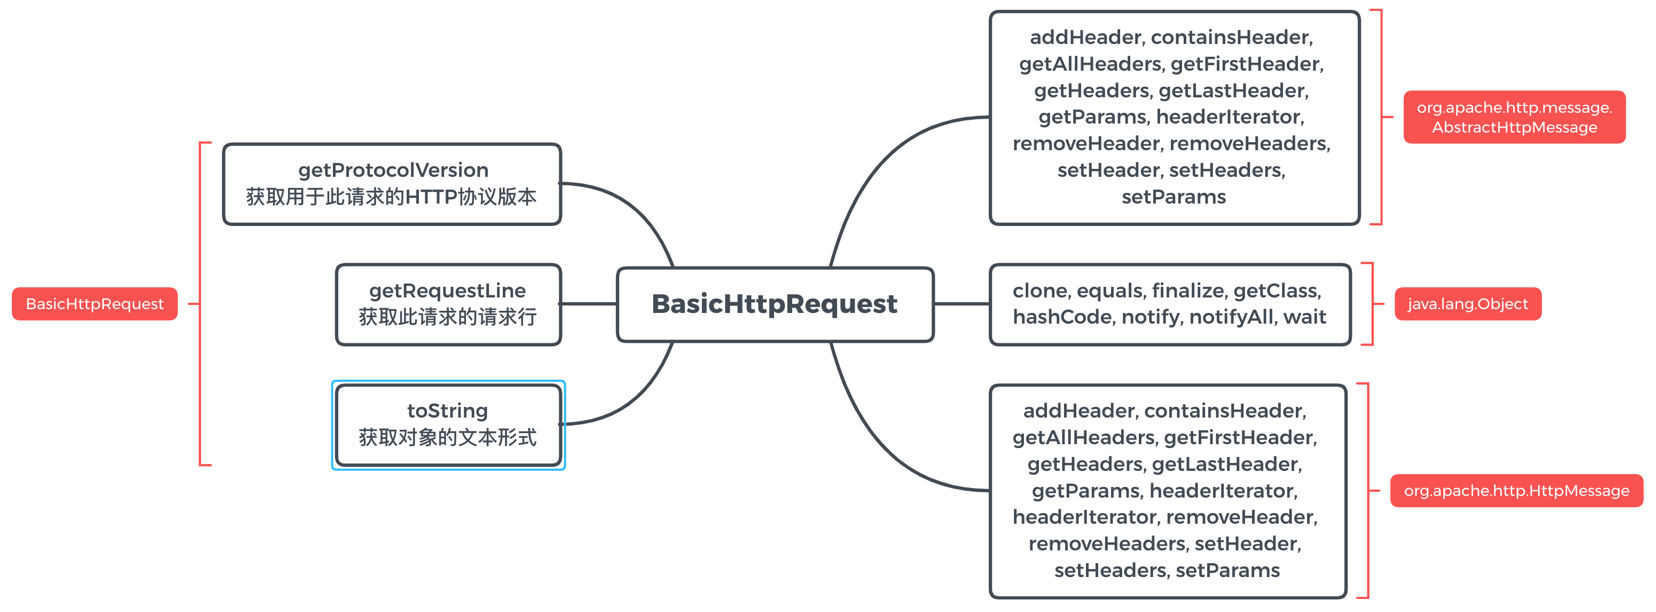 BasicHttpRequest
getProtocolVersion
获取用于此请求的HTTP协议版本
getRequestLine
获取此请求的请求行
toString
获取对象的文本形式
BasicHttpRequest
addHeader, containsHeader,
getAllHeaders, getFirstHeader,
getHeaders, getLastHeader,
getParams, headerIterator,
removeHeader, removeHeaders,
setHeader, setHeaders,
setParams
org.apache.http.message.
AbstractHttpMessage
clone, equals, finalize, getClass,
hashCode, notify, notifyAll, wait
java.lang.Object
addHeader, containsHeader,
getAllHeaders, getFirstHeader,
getHeaders, getLastHeader,
getParams, headerIterator,
headerIterator, removeHeader,
removeHeaders, setHeader,
setHeaders, setParams
org.apache.http.HttpMessage